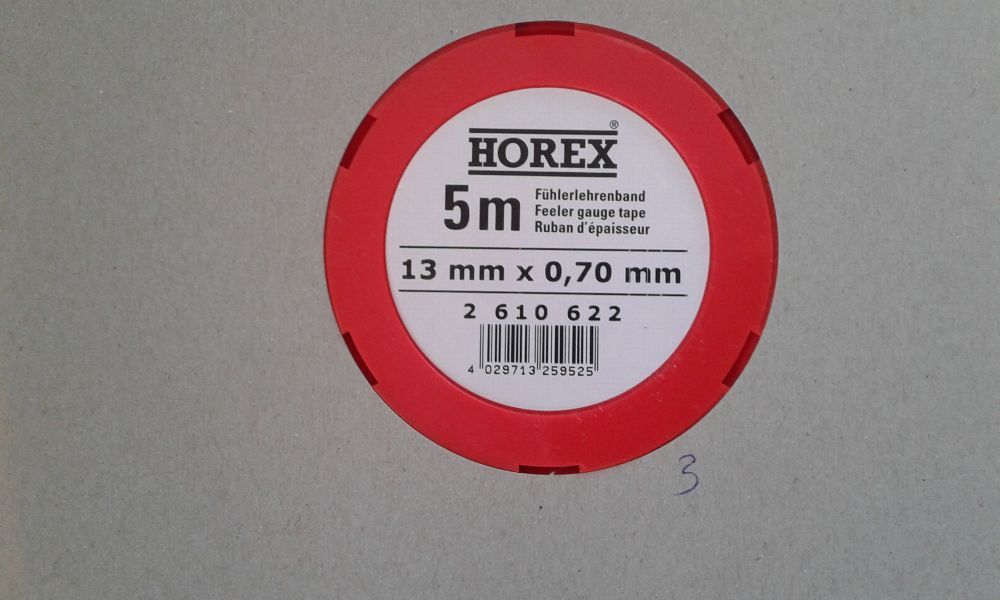 HOREX®
5m
Fühlerlehrenband
Feeler gauge tape
Ruban d'épaisseur
13 mm x 0,70 mm
2 610 622
4 029713 259525
3